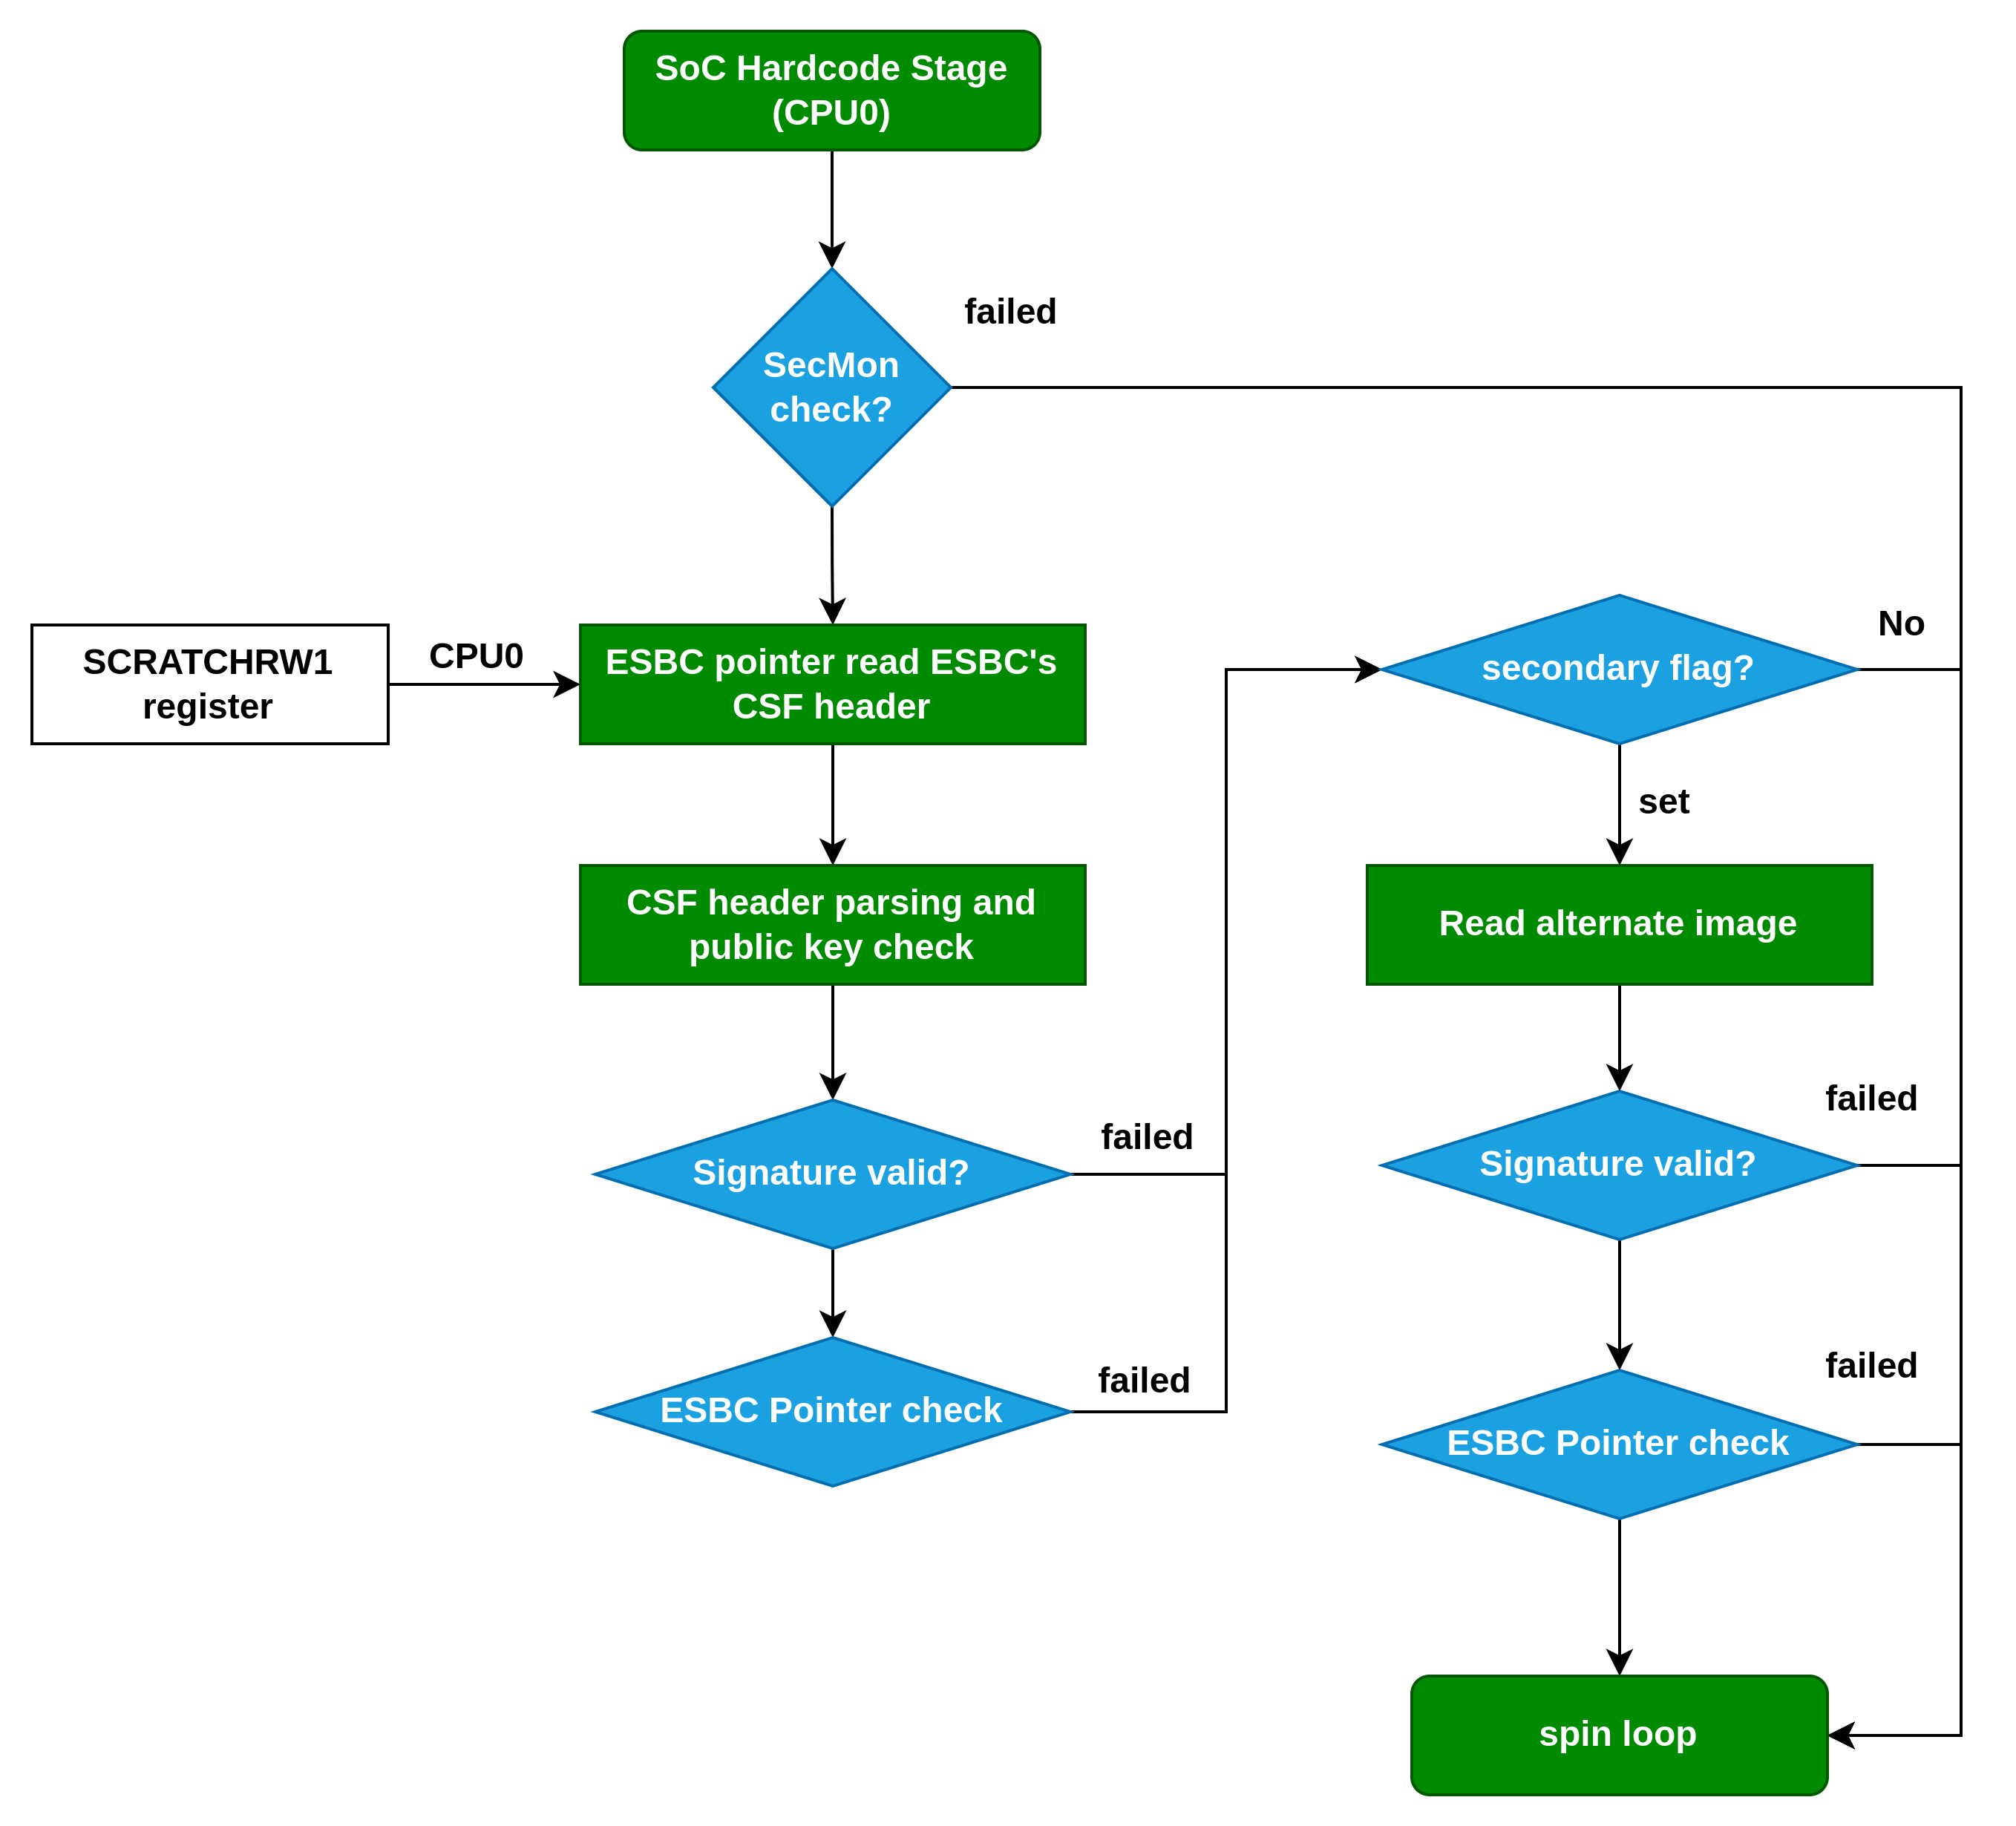 SoC Hardcode Stage
(CPU0)
failed
SecMon
check?
SCRATCHRW1
register
CPU0
ESBC pointer read ESBC's
CSF header
secondary flag?
No
set
CSF header parsing and
public key check
Read alternate image
Signature valid?
failed
Signature valid?
failed
ESBC Pointer check
failed
ESBC Pointer check
failed
spin loop